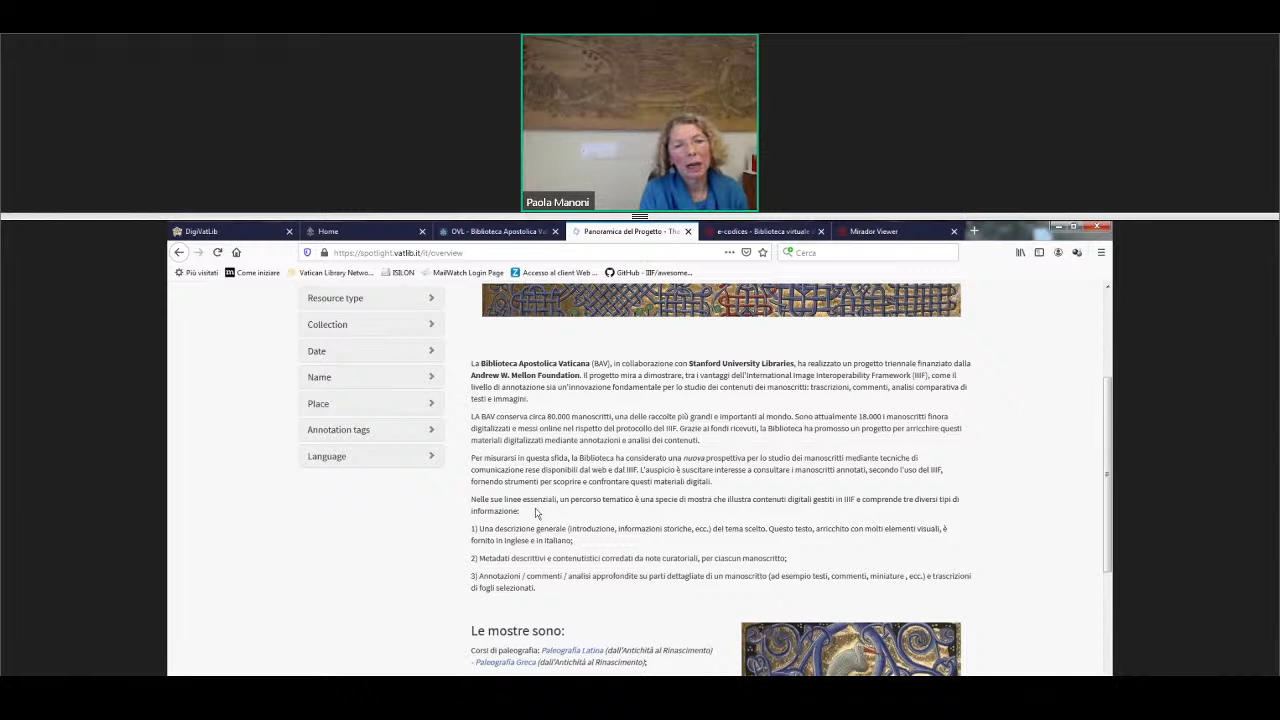 Paola Manoni
DigiVatLib
Home
OVL - Biblioteca Apostolica Va
Panoramica del Progetto - The
e-codices - Biblioteca virtuale
Mirador Viewer
https://spotlight.vatlib.it/it/overview
Cerca
Più visitati
Come iniziare
Vatican Library Netwo...
ISILON
MailWatch Login Page
Accesso al client Web ...
GitHub - IIIF/awesome...
Resource type
Collection
Date
Name
Place
Annotation tags
Language
La Biblioteca Apostolica Vaticana (BAV), in collaborazione con Stanford University Libraries, ha realizzato un progetto triennale finanziato dalla
Andrew W. Mellon Foundation. Il progetto mira a dimostrare, tra i vantaggi dell'International Image Interoperability Framework (IIIF), come il
livello di annotazione sia un'innovazione fondamentale per lo studio dei contenuti dei manoscritti: trascrizioni, commenti, analisi comparativa di
testi e immagini.
LA BAV conserva circa 80.000 manoscritti, una delle raccolte più grandi e importanti al mondo. Sono attualmente 18.000 i manoscritti finora
digitalizzati e messi online nel rispetto del protocollo del IIIF. Grazie ai fondi ricevuti, la Biblioteca ha promosso un progetto per arricchire questi
materiali digitalizzati mediante annotazioni e analisi dei contenuti.
Per misurarsi in questa sfida, la Biblioteca ha considerato una nuova prospettiva per lo studio dei manoscritti mediante tecniche di
comunicazione rese disponibili dal web e dal IIIF. L'auspicio è suscitare interesse a consultare i manoscritti annotati, secondo l'uso del IIIF,
fornendo strumenti per scoprire e confrontare questi materiali digitali.
Nelle sue linee essenziali, un percorso tematico è una specie di mostra che illustra contenuti digitali gestiti in IIIF e comprende tre diversi tipi di
informazione:
1) Una descrizione generale (introduzione, informazioni storiche, ecc.) del tema scelto. Questo testo, arricchito con molti elementi visuali, è
fornito in inglese e in italiano;
2) Metadati descrittivi e contenutistici corredati da note curatoriali, per ciascun manoscritto;
3) Annotazioni / commenti / analisi approfondite su parti dettagliate di un manoscritto (ad esempio testi, commenti, miniature , ecc.) e trascrizioni
di fogli selezionati.
Le mostre sono:
Corsi di paleografia: Paleografia Latina (dall'Antichità al Rinascimento)
- Paleografia Greca (dall'Antichità al Rinascimento);